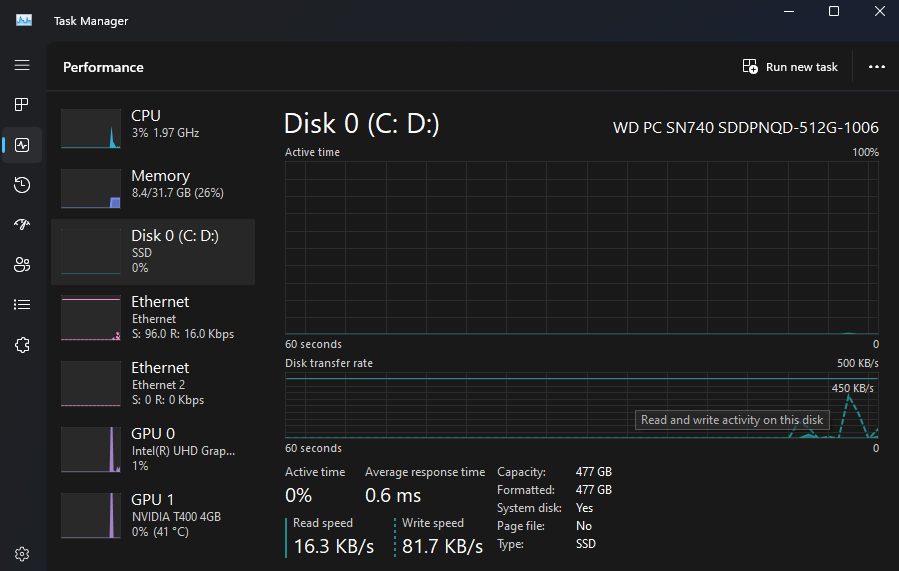 Task Manager
Performance
Run new task
CPU
3% 1.97 GHz
Memory
8.4/31.7 GB (26%)
Disk 0 (C: D:)
SSD
0%
Ethernet
Ethernet
S: 96.0 R: 16.0 Kbps
Ethernet
Ethernet 2
S: 0 R: 0 Kbps
GPU 0
Intel(R) UHD Grap...
1%
GPU 1
NVIDIA T400 4GB
0% (41 °C)
Disk 0 (C: D:)
WD PC SN740 SDDPNQD-512G-1006
Active time
100%
60 seconds
0
Disk transfer rate
500 KB/s
450 KB/s
Read and write activity on this disk
60 seconds
0
Active time
0%
Average response time
0.6 ms
Read speed
16.3 KB/s
Write speed
81.7 KB/s
Capacity: 477 GB
Formatted: 477 GB
System disk: Yes
Page file: No
Type: SSD